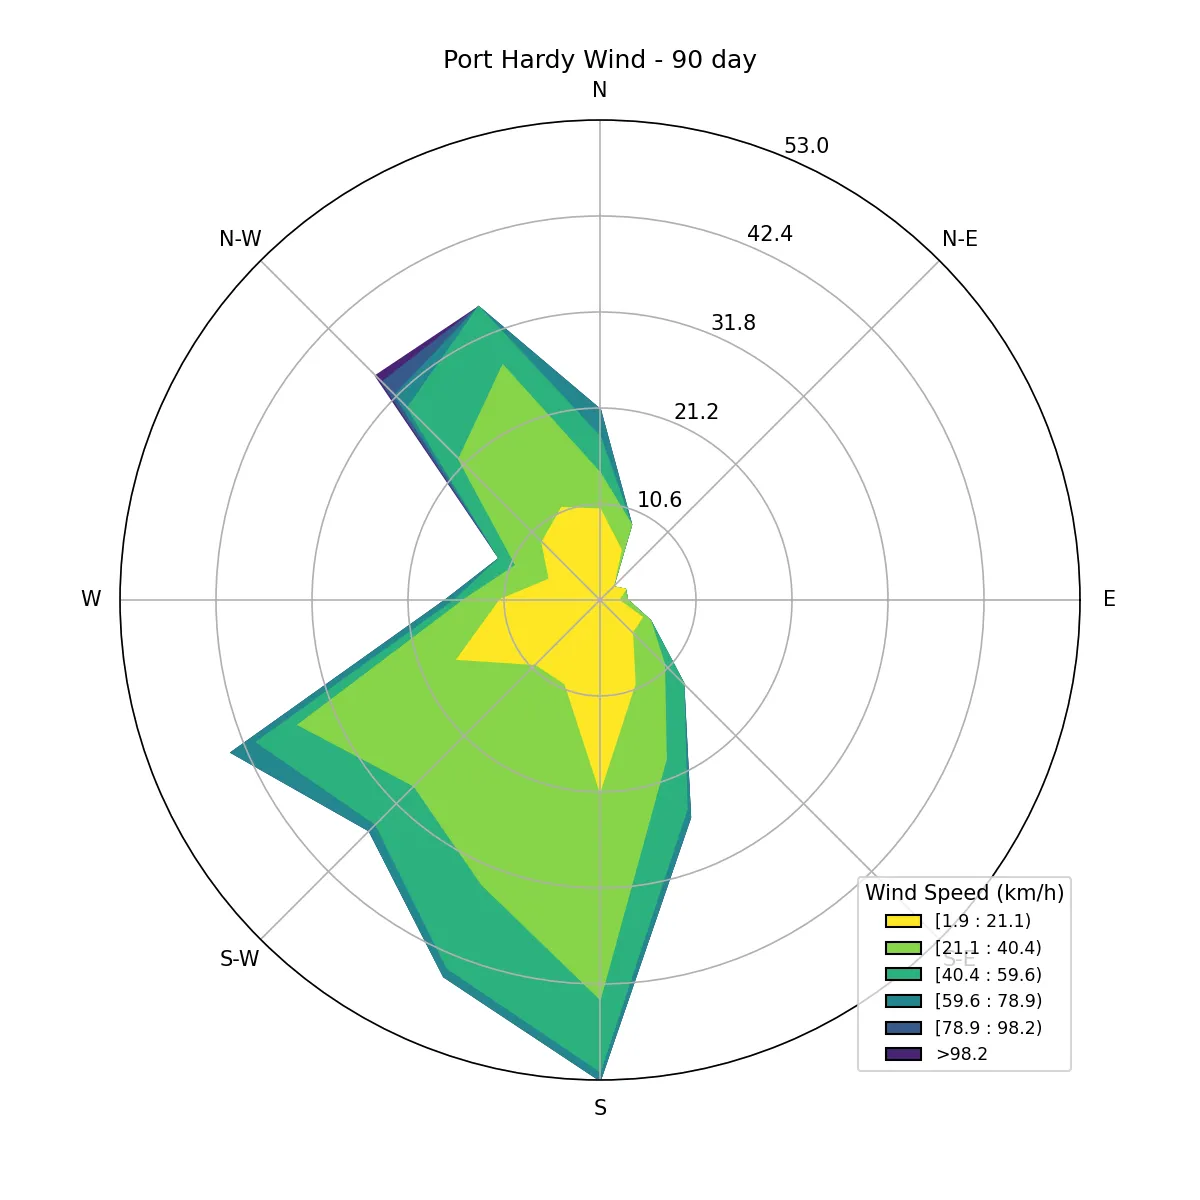 Port Hardy Wind - 90 day
N
53.0
42.4
N-W
N-E
31.8
21.2
10.6
W
E
Wind Speed (km/h)
[1.9 : 21.1)
[21.1 : 40.4)
S-W
S-E
[40.4 : 59.6)
[59.6 : 78.9)
[78.9 : 98.2)
>98.2
S